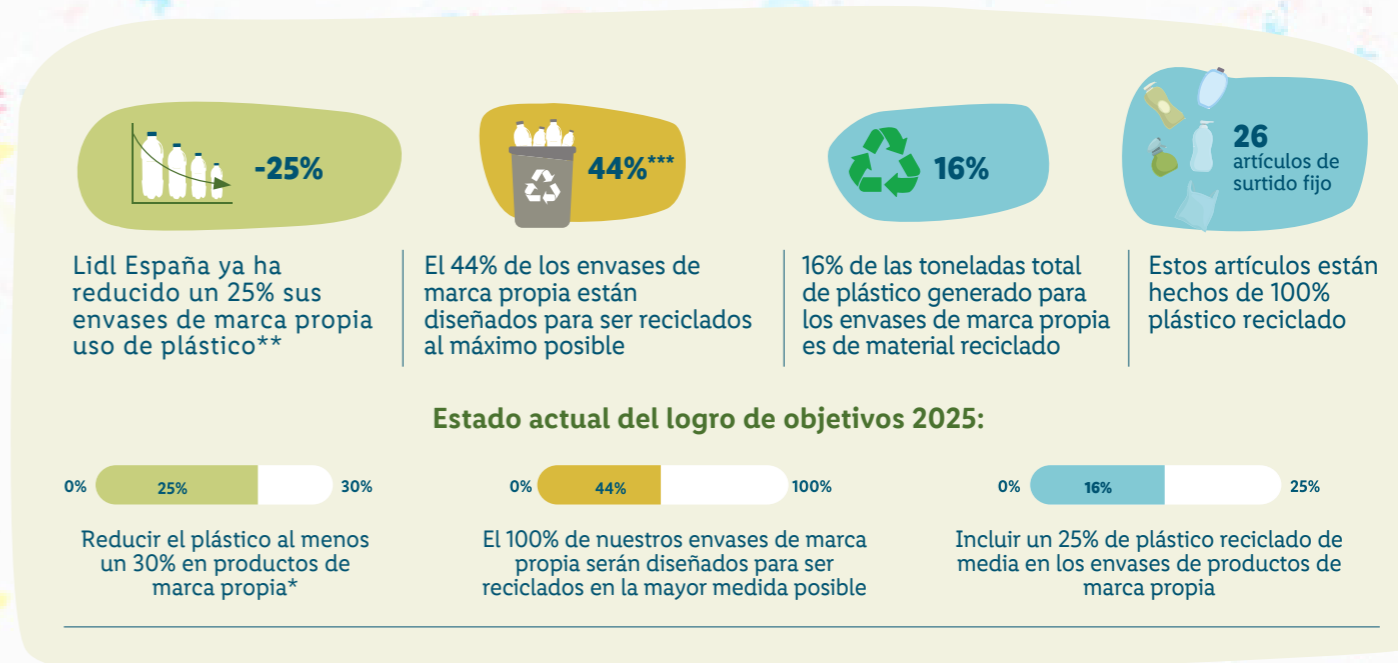 -25%
44%***
16%
26
artículos de
surtido fijo
Lidl España ya ha
reducido un 25% sus
envases de marca propia
uso de plástico**
El 44% de los envases de
marca propia están
diseñados para ser reciclados
al máximo posible
16% de las toneladas total
de plástico generado para
los envases de marca propia
es de material reciclado
Estos artículos están
hechos de 100%
plástico reciclado
Estado actual del logro de objetivos 2025:
0% 25% 30%
Reducir el plástico al menos
un 30% en productos de
marca propia*
0% 44% 100%
El 100% de nuestros envases de marca
propia serán diseñados para ser
reciclados en la mayor medida posible
0% 16% 25%
Incluir un 25% de plástico reciclado de
media en los envases de productos de
marca propia